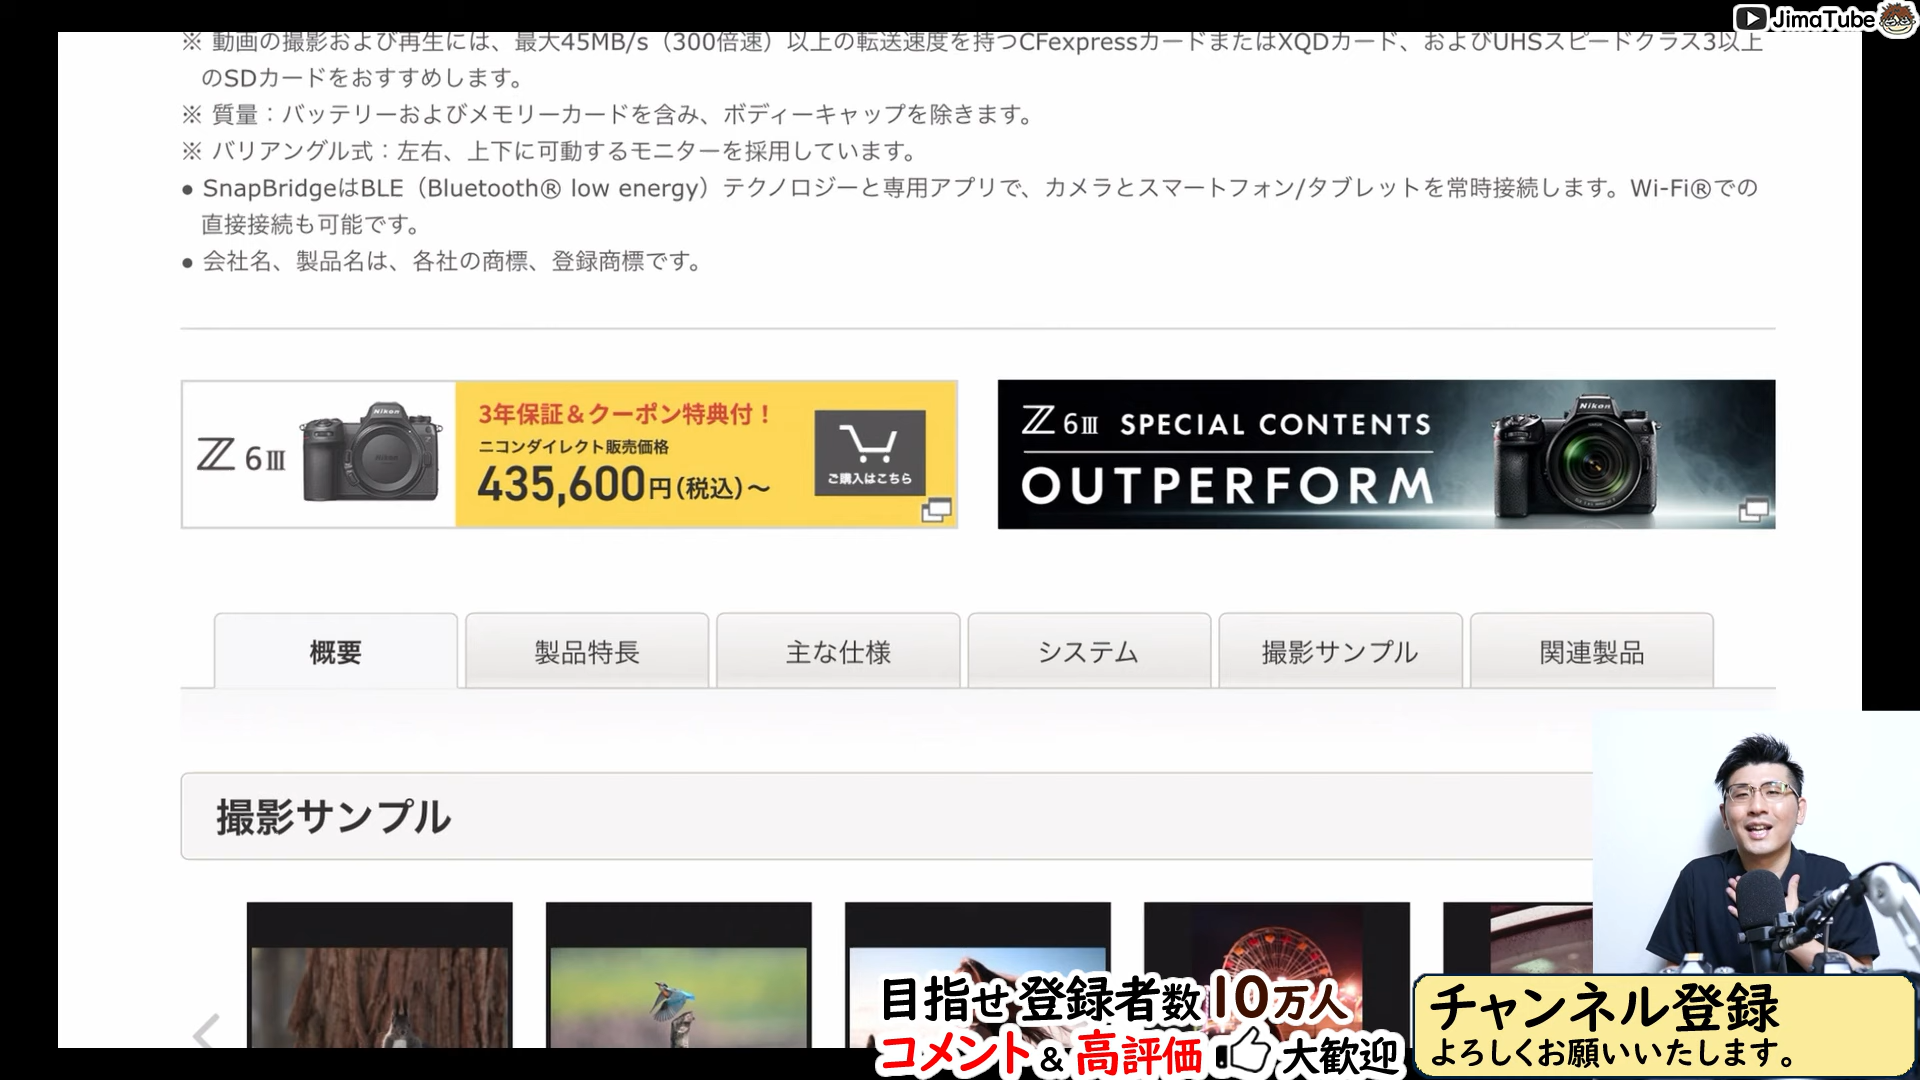 JimaTube
※ 動画の撮影および再生には、最大45MB/s（300倍速）以上の転送速度を持つCFexpressカードまたはXQDカード、およびUHSスピードクラス3以上
のSDカードをおすすめします。
※ 質量：バッテリーおよびメモリーカードを含み、ボディーキャップを除きます。
※ バリアングル式：左右、上下に可動するモニターを採用しています。
● SnapBridgeはBLE（Bluetooth® low energy）テクノロジーと専用アプリで、カメラとスマートフォン/タブレットを常時接続します。Wi-Fi®での
直接接続も可能です。
● 会社名、製品名は、各社の商標、登録商標です。
Z 6III
Nikon
Nikon
3年保証＆クーポン特典付！
ニコンダイレクト販売価格
435,600円(税込)～
ご購入はこちら
Z 6III SPECIAL CONTENTS
OUTPERFORM
Nikon
概要
製品特長
主な仕様
システム
撮影サンプル
関連製品
撮影サンプル
目指せ登録者数10万人
コメント&高評価 大歓迎
チャンネル登録
よろしくお願いいたします。